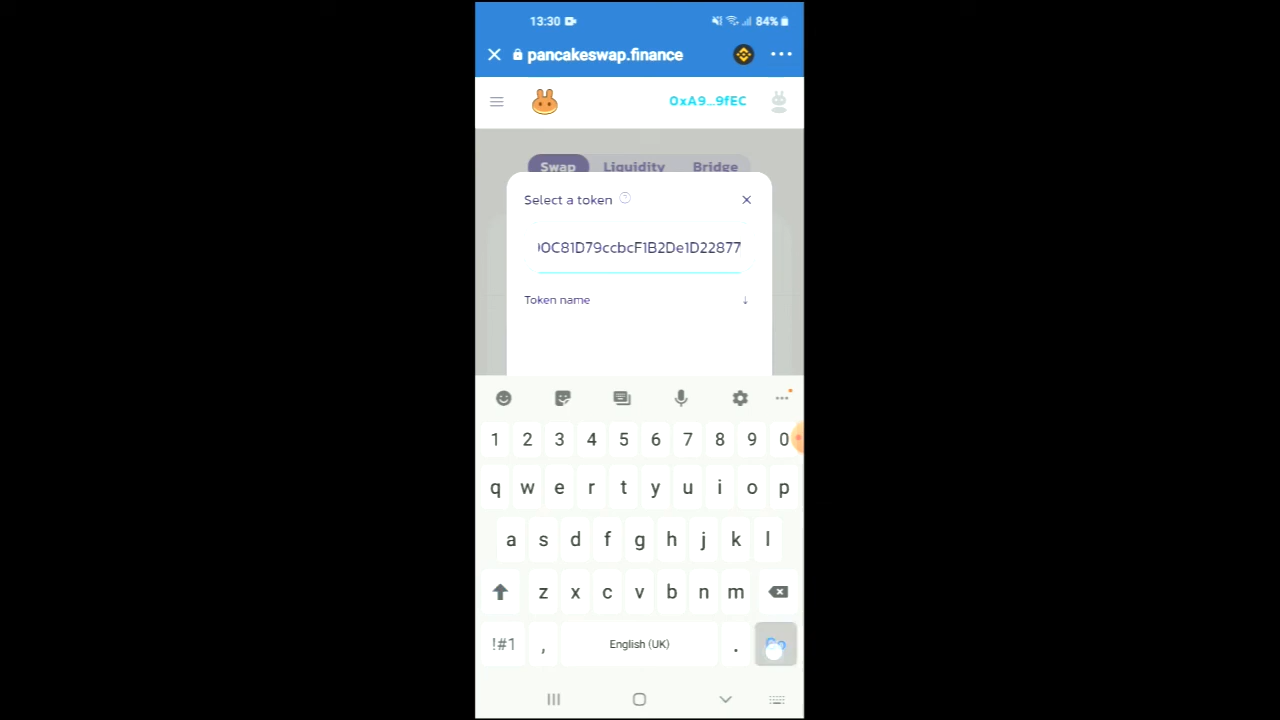 13:30 84%
pancakeswap.finance
0xA9...9fEC
Swap Liquidity Bridge
Select a token ?
0C81D79ccbcF1B2De1D22877
Token name ↓
1 2 3 4 5 6 7 8 9 0
q w e r t y u i o p
a s d f g h j k l
z x c v b n m
!#1 , English (UK) .